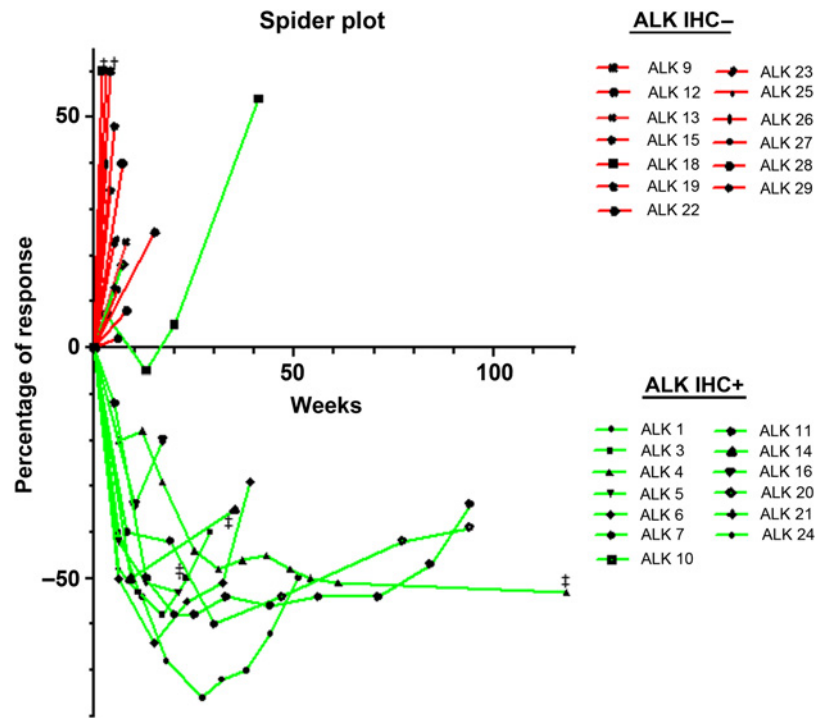 Spider plot
ALK IHC–
ALK 9
ALK 12
ALK 13
ALK 15
ALK 18
ALK 19
ALK 22
ALK 23
ALK 25
ALK 26
ALK 27
ALK 28
ALK 29
‡ ‡
50
0
–50
Percentage of response
50
100
Weeks
‡
‡
‡
ALK IHC+
ALK 1
ALK 3
ALK 4
ALK 5
ALK 6
ALK 7
ALK 10
ALK 11
ALK 14
ALK 16
ALK 20
ALK 21
ALK 24